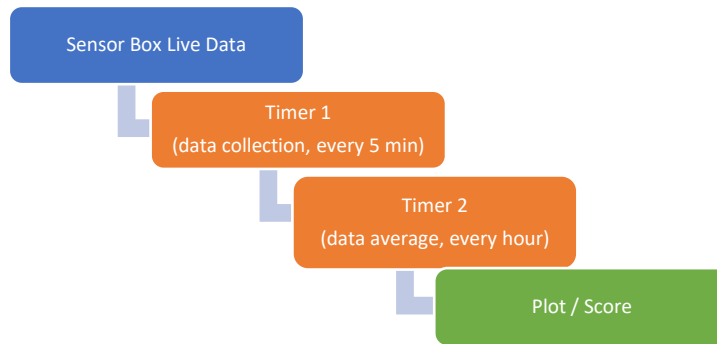 Sensor Box Live Data
Timer 1
(data collection, every 5 min)
Timer 2
(data average, every hour)
Plot / Score